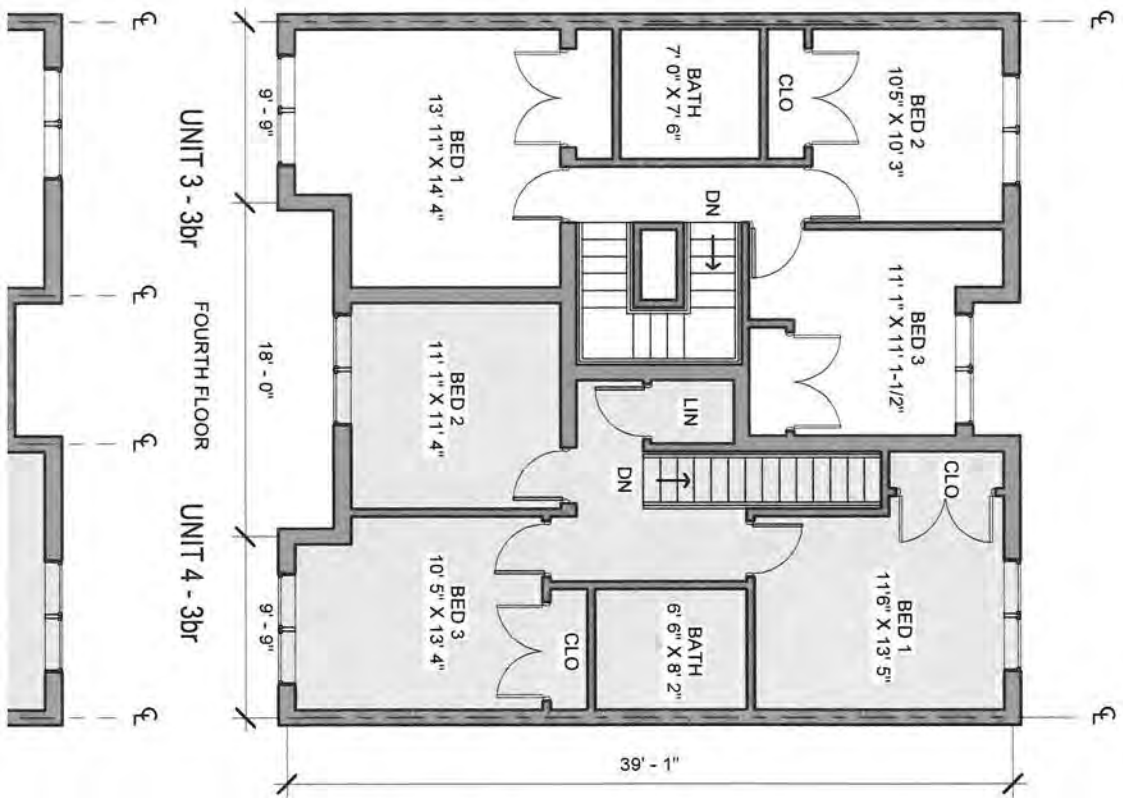 BED 2
10'5" X 10' 3"
CLO
BATH
7' 0" X 7' 6"
BED 1
13' 11" X 14' 4"
DN
BED 3
11' 1" X 11' 1-1/2"
BED 2
11' 1" X 11' 4"
LIN
DN
CLO
BED 1
11'6" X 13' 5"
BATH
6' 6" X 8' 2"
CLO
BED 3
10' 5" X 13' 4"
9' - 9"
18' - 0"
9' - 9"
39' - 1"
UNIT 3 - 3br
FOURTH FLOOR
UNIT 4 - 3br
℄
℄
℄
℄
℄
℄